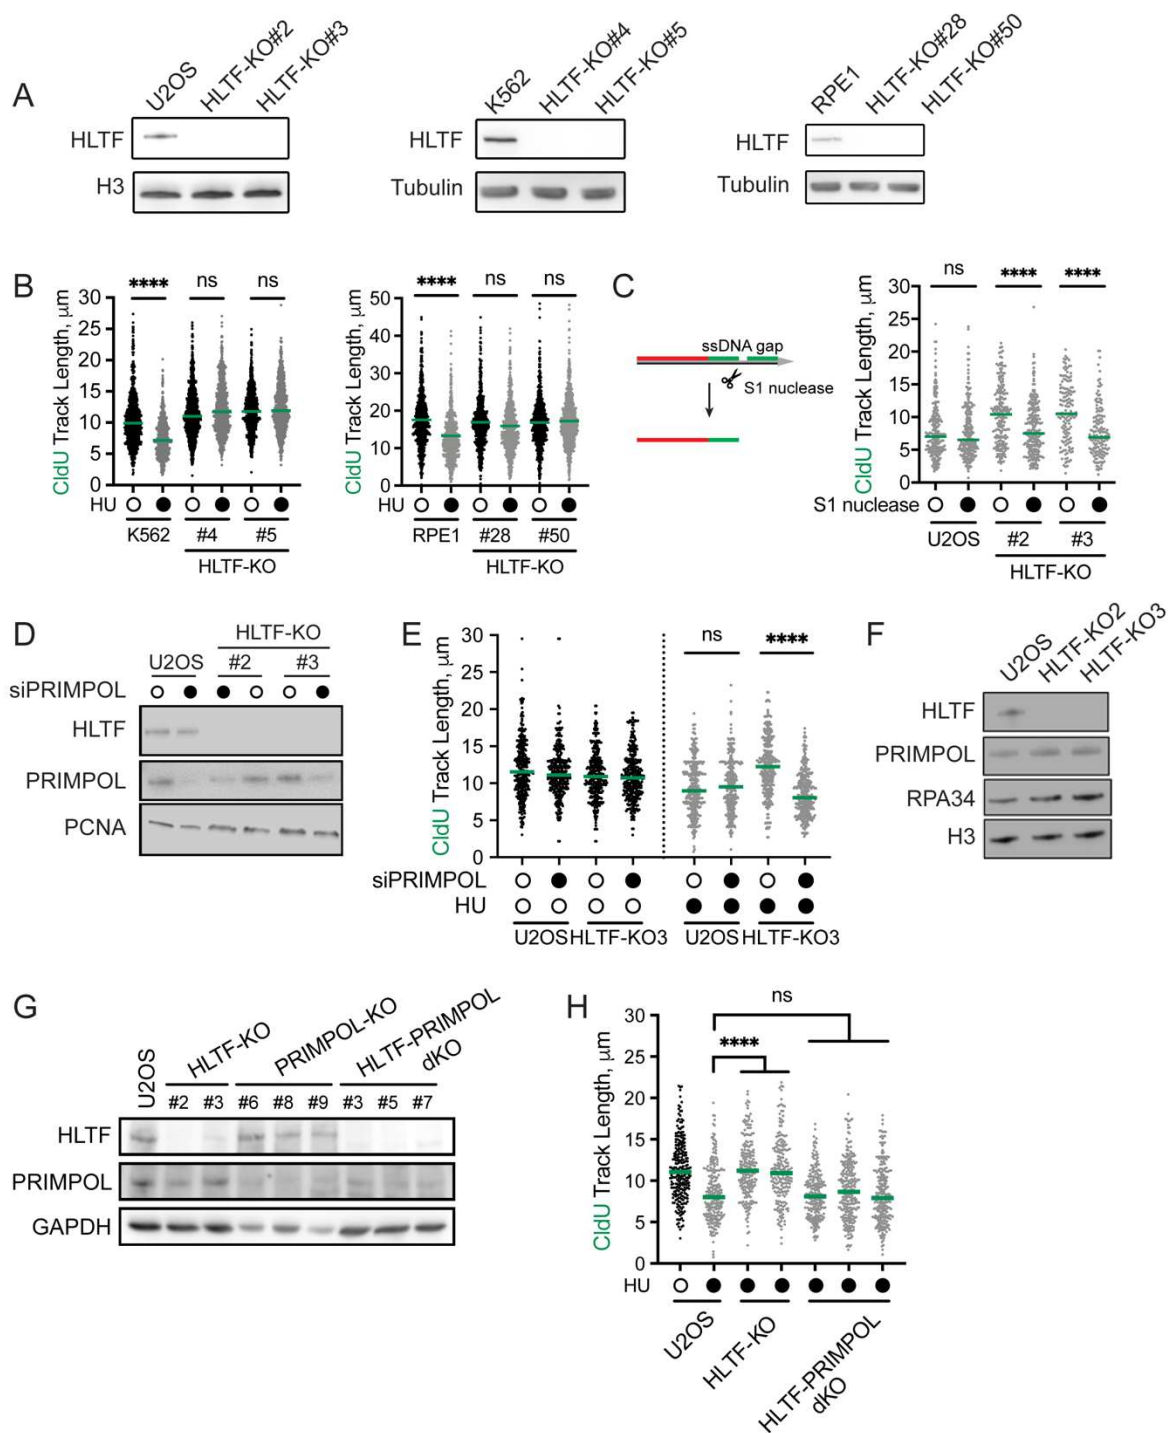 A
U2OS
HLTF-KO#2
HLTF-KO#3
HLTF
H3
K562
HLTF-KO#4
HLTF-KO#5
HLTF
Tubulin
RPE1
HLTF-KO#28
HLTF-KO#50
HLTF
Tubulin
B
CldU Track Length, μm
30
25
20
15
10
5
0
**** ns ns
HU
K562 #4 #5
HLTF-KO
CldU Track Length, μm
50
40
30
20
10
0
**** ns ns
HU
RPE1 #28 #50
HLTF-KO
C
ssDNA gap
S1 nuclease
CldU Track Length, μm
30
25
20
15
10
5
0
ns **** ****
S1 nuclease
U2OS #2 #3
HLTF-KO
D
HLTF-KO
U2OS #2 #3
siPRIMPOL
HLTF
PRIMPOL
PCNA
E
CldU Track Length, μm
30
25
20
15
10
5
0
ns ****
siPRIMPOL
HU
U2OS HLTF-KO3 U2OS HLTF-KO3
F
U2OS
HLTF-KO2
HLTF-KO3
HLTF
PRIMPOL
RPA34
H3
G
U2OS
HLTF-KO
PRIMPOL-KO
HLTF-PRIMPOL
dKO
#2 #3 #6 #8 #9 #3 #5 #7
HLTF
PRIMPOL
GAPDH
H
CldU Track Length, μm
30
25
20
15
10
5
0
ns
****
HU
U2OS
HLTF-KO
HLTF-PRIMPOL
dKO